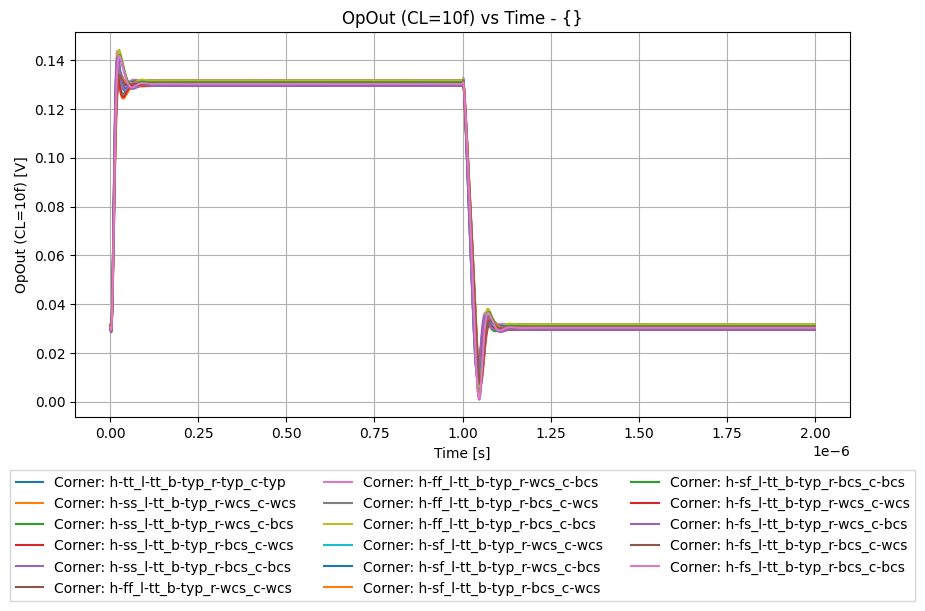 OpOut (CL=10f) vs Time - {}
OpOut (CL=10f) [V]
0.14
0.12
0.10
0.08
0.06
0.04
0.02
0.00
0.00 0.25 0.50 0.75 1.00 1.25 1.50 1.75 2.00
1e−6
Time [s]
Corner: h-tt_l-tt_b-typ_r-typ_c-typ
Corner: h-ss_l-tt_b-typ_r-wcs_c-wcs
Corner: h-ss_l-tt_b-typ_r-wcs_c-bcs
Corner: h-ss_l-tt_b-typ_r-bcs_c-wcs
Corner: h-ss_l-tt_b-typ_r-bcs_c-bcs
Corner: h-ff_l-tt_b-typ_r-wcs_c-wcs
Corner: h-ff_l-tt_b-typ_r-wcs_c-bcs
Corner: h-ff_l-tt_b-typ_r-bcs_c-wcs
Corner: h-ff_l-tt_b-typ_r-bcs_c-bcs
Corner: h-sf_l-tt_b-typ_r-wcs_c-wcs
Corner: h-sf_l-tt_b-typ_r-wcs_c-bcs
Corner: h-sf_l-tt_b-typ_r-bcs_c-wcs
Corner: h-sf_l-tt_b-typ_r-bcs_c-bcs
Corner: h-fs_l-tt_b-typ_r-wcs_c-wcs
Corner: h-fs_l-tt_b-typ_r-wcs_c-bcs
Corner: h-fs_l-tt_b-typ_r-bcs_c-wcs
Corner: h-fs_l-tt_b-typ_r-bcs_c-bcs